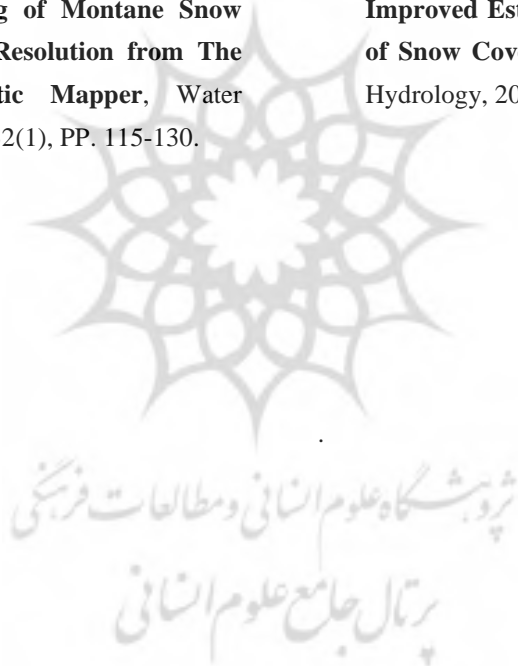 g of Montane Snow
Resolution from The
tic Mapper, Water
2(1), PP. 115-130.
Improved Est
of Snow Cov
Hydrology, 20
.
پژوهشگاه علوم انسانی و مطالعات فرهنگی
پرتال جامع علوم انسانی